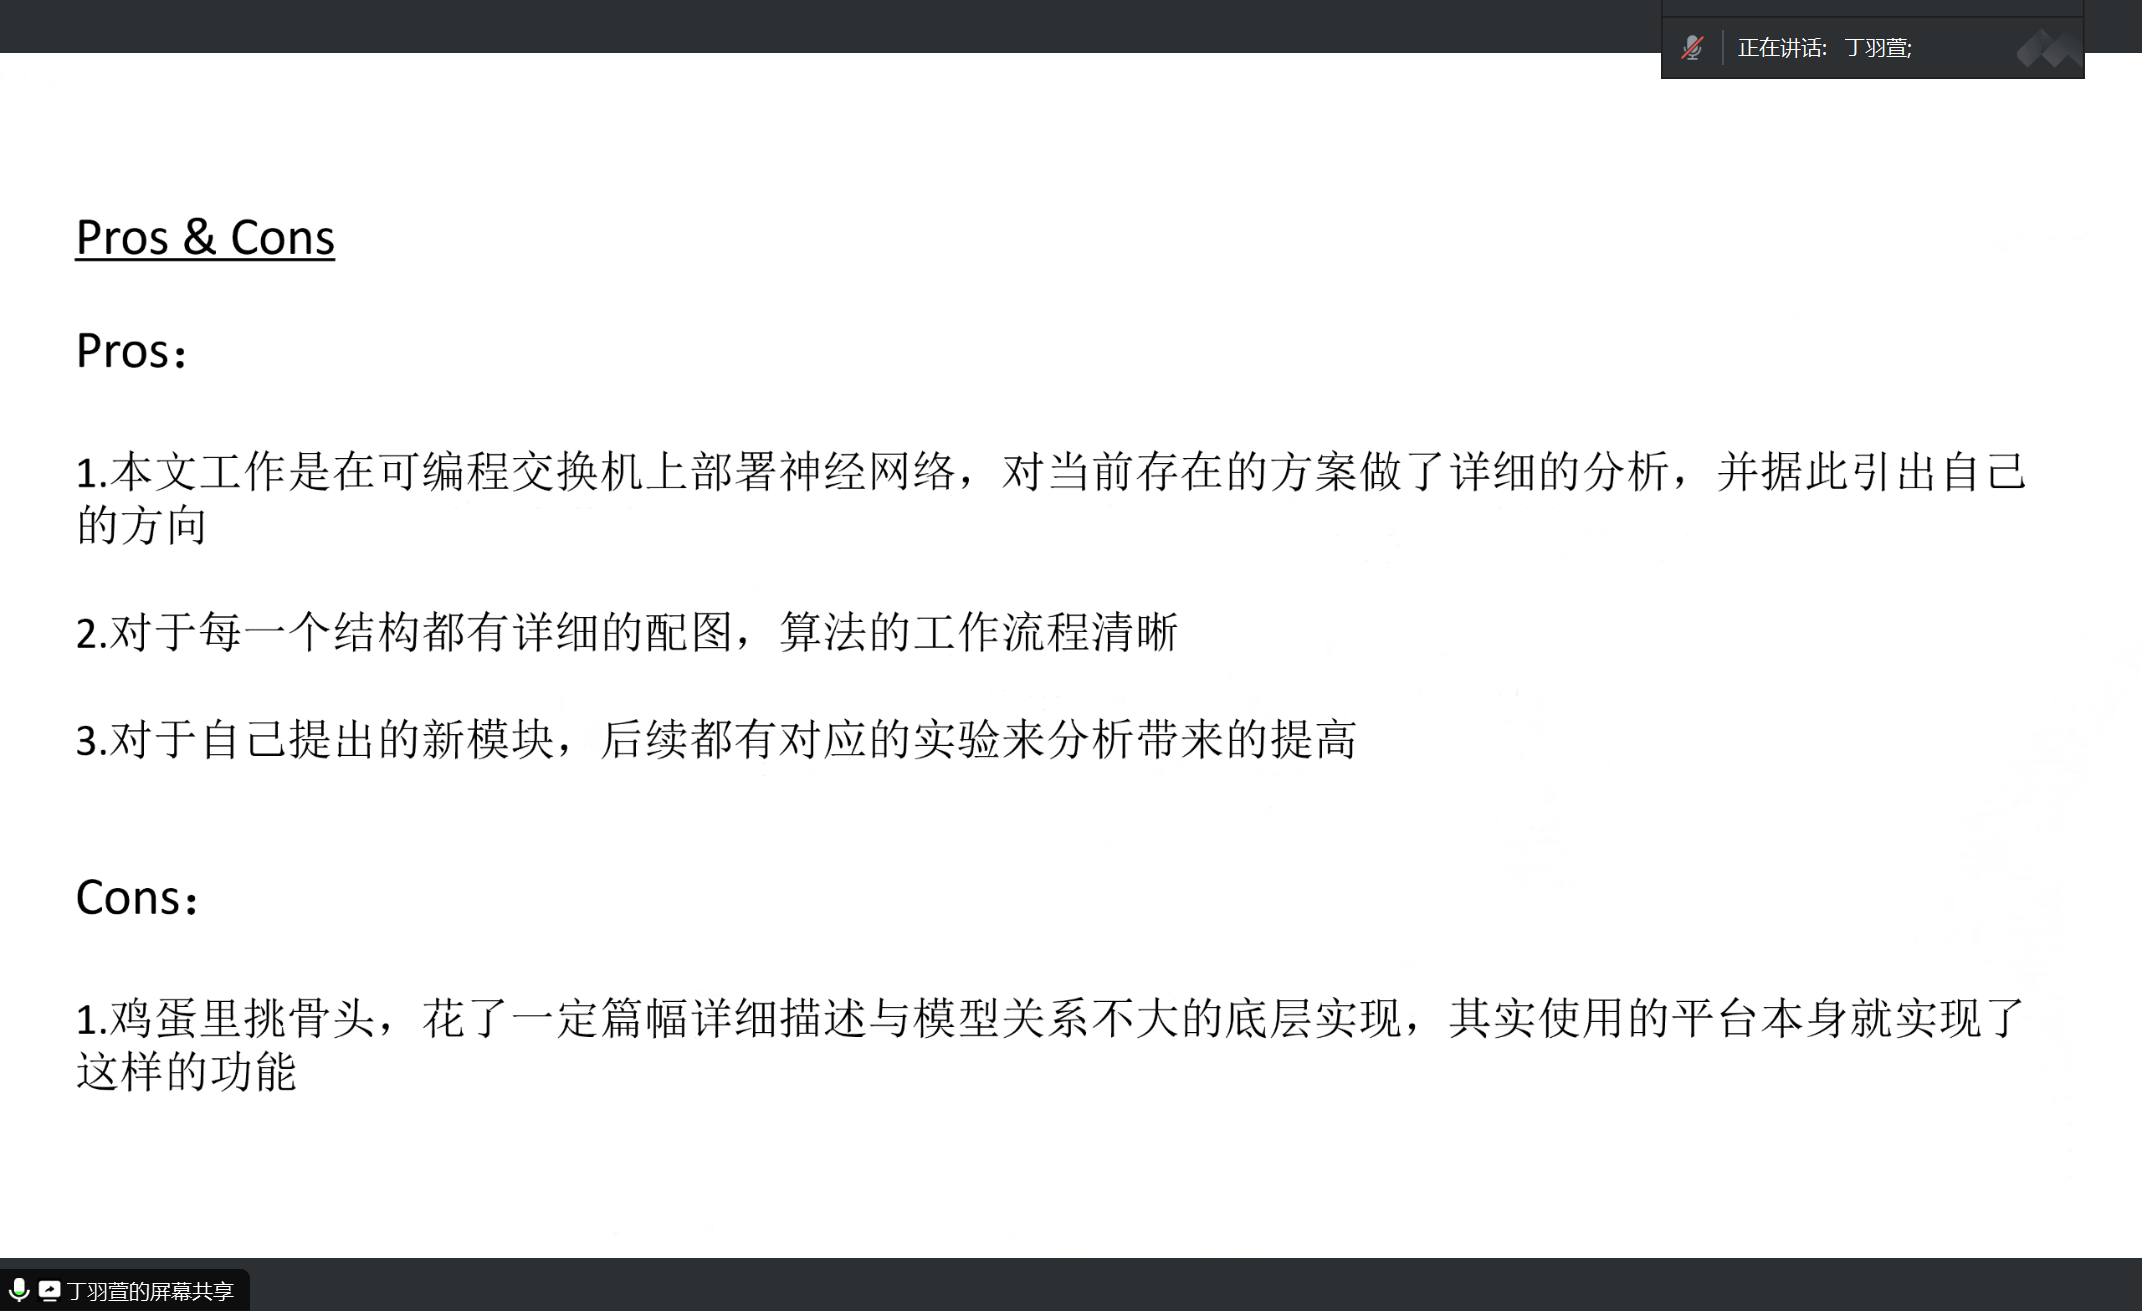 正在讲话: 丁羽萱;
Pros & Cons
Pros：
1.本文工作是在可编程交换机上部署神经网络，对当前存在的方案做了详细的分析，并据此引出自己
的方向
2.对于每一个结构都有详细的配图，算法的工作流程清晰
3.对于自己提出的新模块，后续都有对应的实验来分析带来的提高
Cons：
1.鸡蛋里挑骨头，花了一定篇幅详细描述与模型关系不大的底层实现，其实使用的平台本身就实现了
这样的功能
丁羽萱的屏幕共享